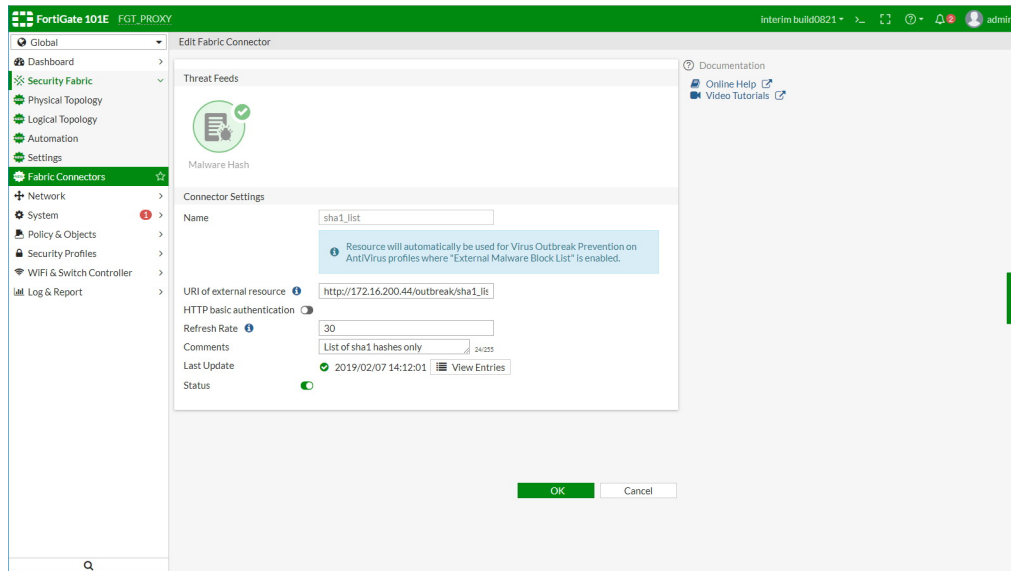 FortiGate 101E FGT_PROXY
interim build0821 >_ 2 admin
Global
Dashboard
Security Fabric
Physical Topology
Logical Topology
Automation
Settings
Fabric Connectors
Network
System 1
Policy & Objects
Security Profiles
WiFi & Switch Controller
Log & Report
Edit Fabric Connector
Threat Feeds
Malware Hash
Connector Settings
Name sha1_list
Resource will automatically be used for Virus Outbreak Prevention on
AntiVirus profiles where "External Malware Block List" is enabled.
URI of external resource http://172.16.200.44/outbreak/sha1_lis
HTTP basic authentication
Refresh Rate 30
Comments List of sha1 hashes only 24/255
Last Update 2019/02/07 14:12:01 View Entries
Status
OK Cancel
Documentation
Online Help
Video Tutorials